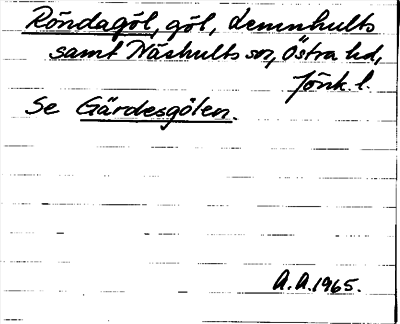 Röndagöl, göl, Lemnhults
samt Näshults sn, Östra hd,
Jönk. l.
Se Gärdesgölen.
A.A. 1965.